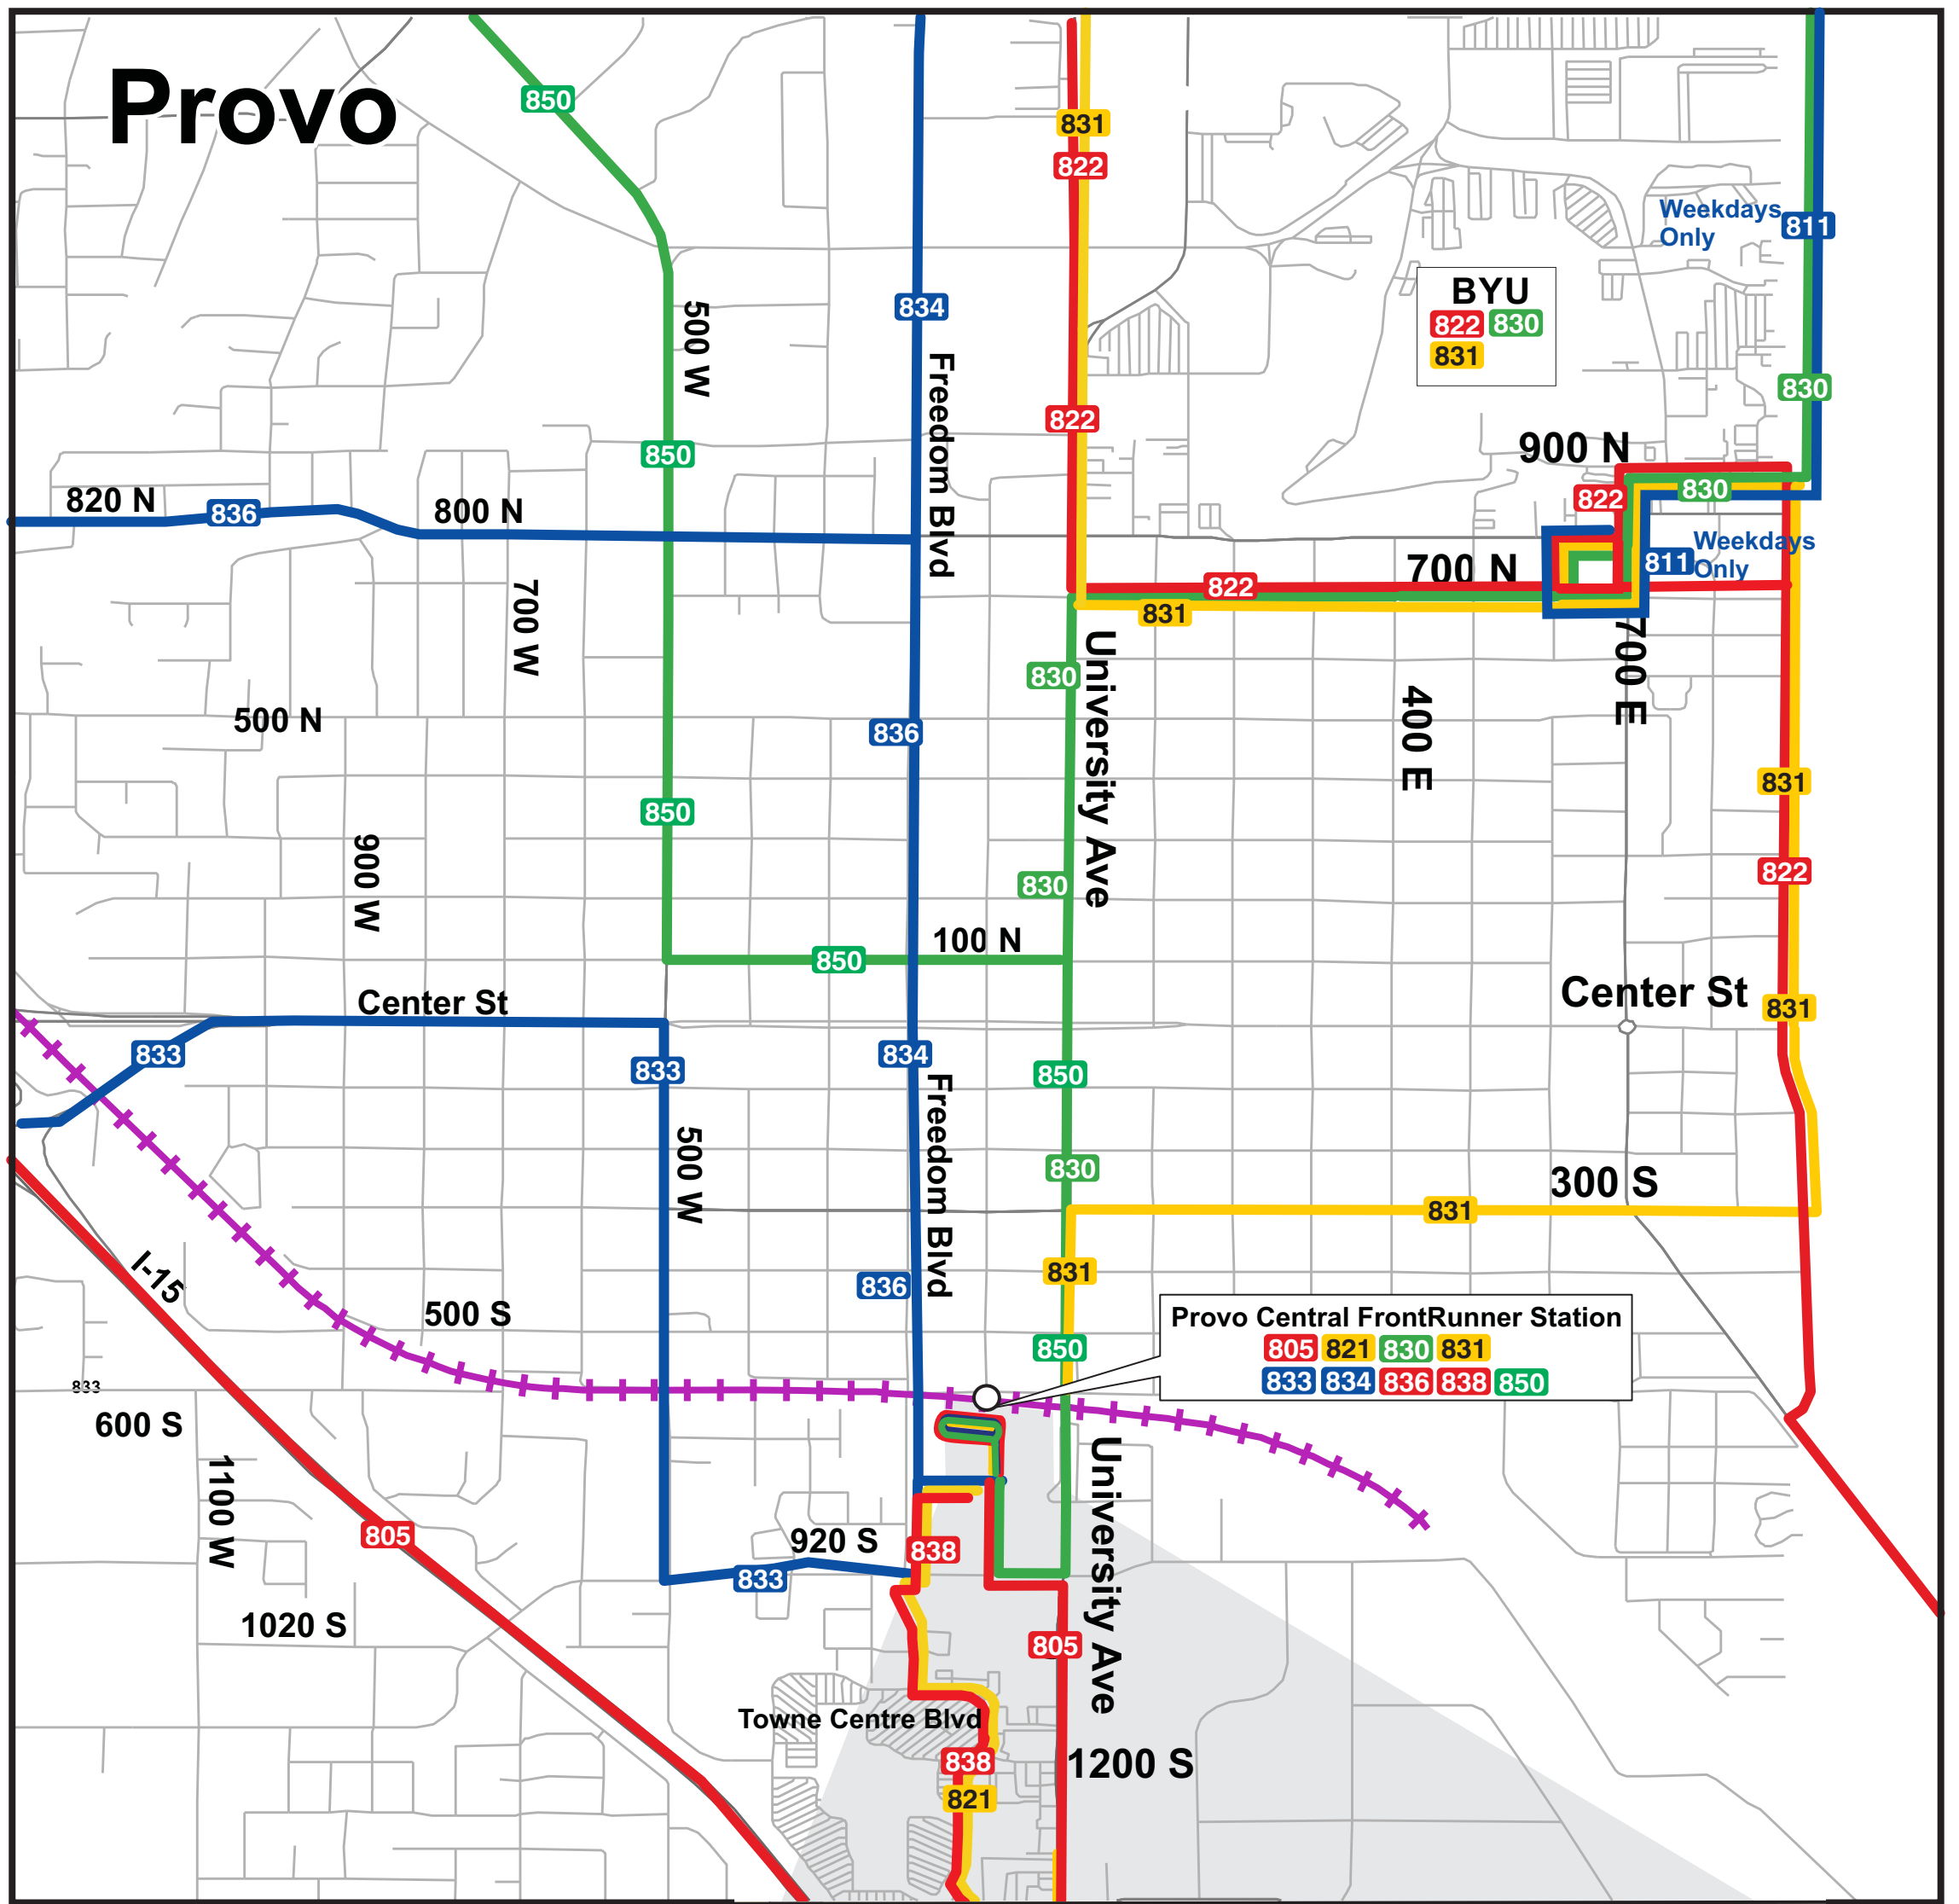 Provo
850
831
822
Weekdays
Only
811
BYU
822 830
831
834
500 W
Freedom Blvd
830
822
850
900 N
820 N
836
800 N
822
830
Weekdays
Only
811
700 N
822
831
700 W
University Ave
700 E
830
400 E
500 N
836
831
850
900 W
822
830
100 N
850
Center St
Center St
831
833
834
833
850
Freedom Blvd
500 W
830
300 S
831
I-15
831
836
500 S
Provo Central FrontRunner Station
805 821 830 831
833 834 836 838 850
850
833
600 S
University Ave
1100 W
805
920 S
838
833
1020 S
805
Towne Centre Blvd
838
1200 S
821